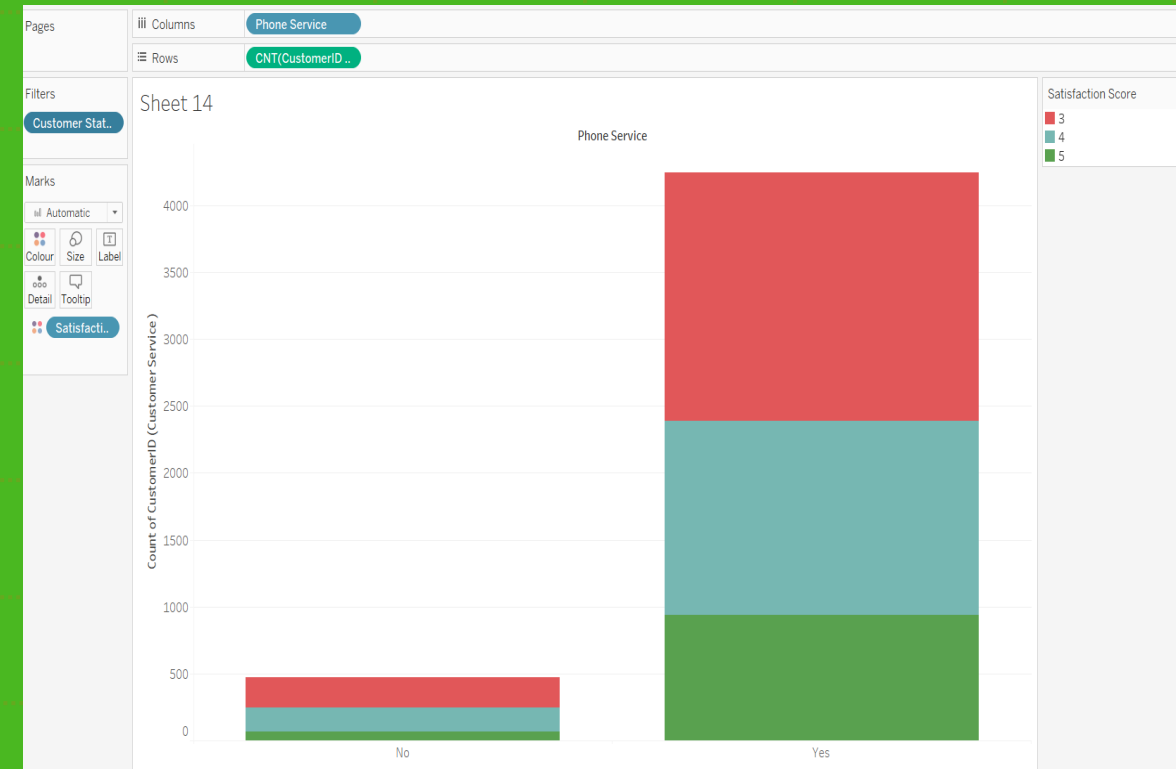 Pages
Columns
Phone Service
Rows
CNT(CustomerID ..
Filters
Customer Stat..
Marks
Automatic
Colour
Size
Label
Detail
Tooltip
Satisfacti..
Sheet 14
Phone Service
Count of CustomerID (Customer Service)
4000
3500
3000
2500
2000
1500
1000
500
0
No
Yes
Satisfaction Score
3
4
5